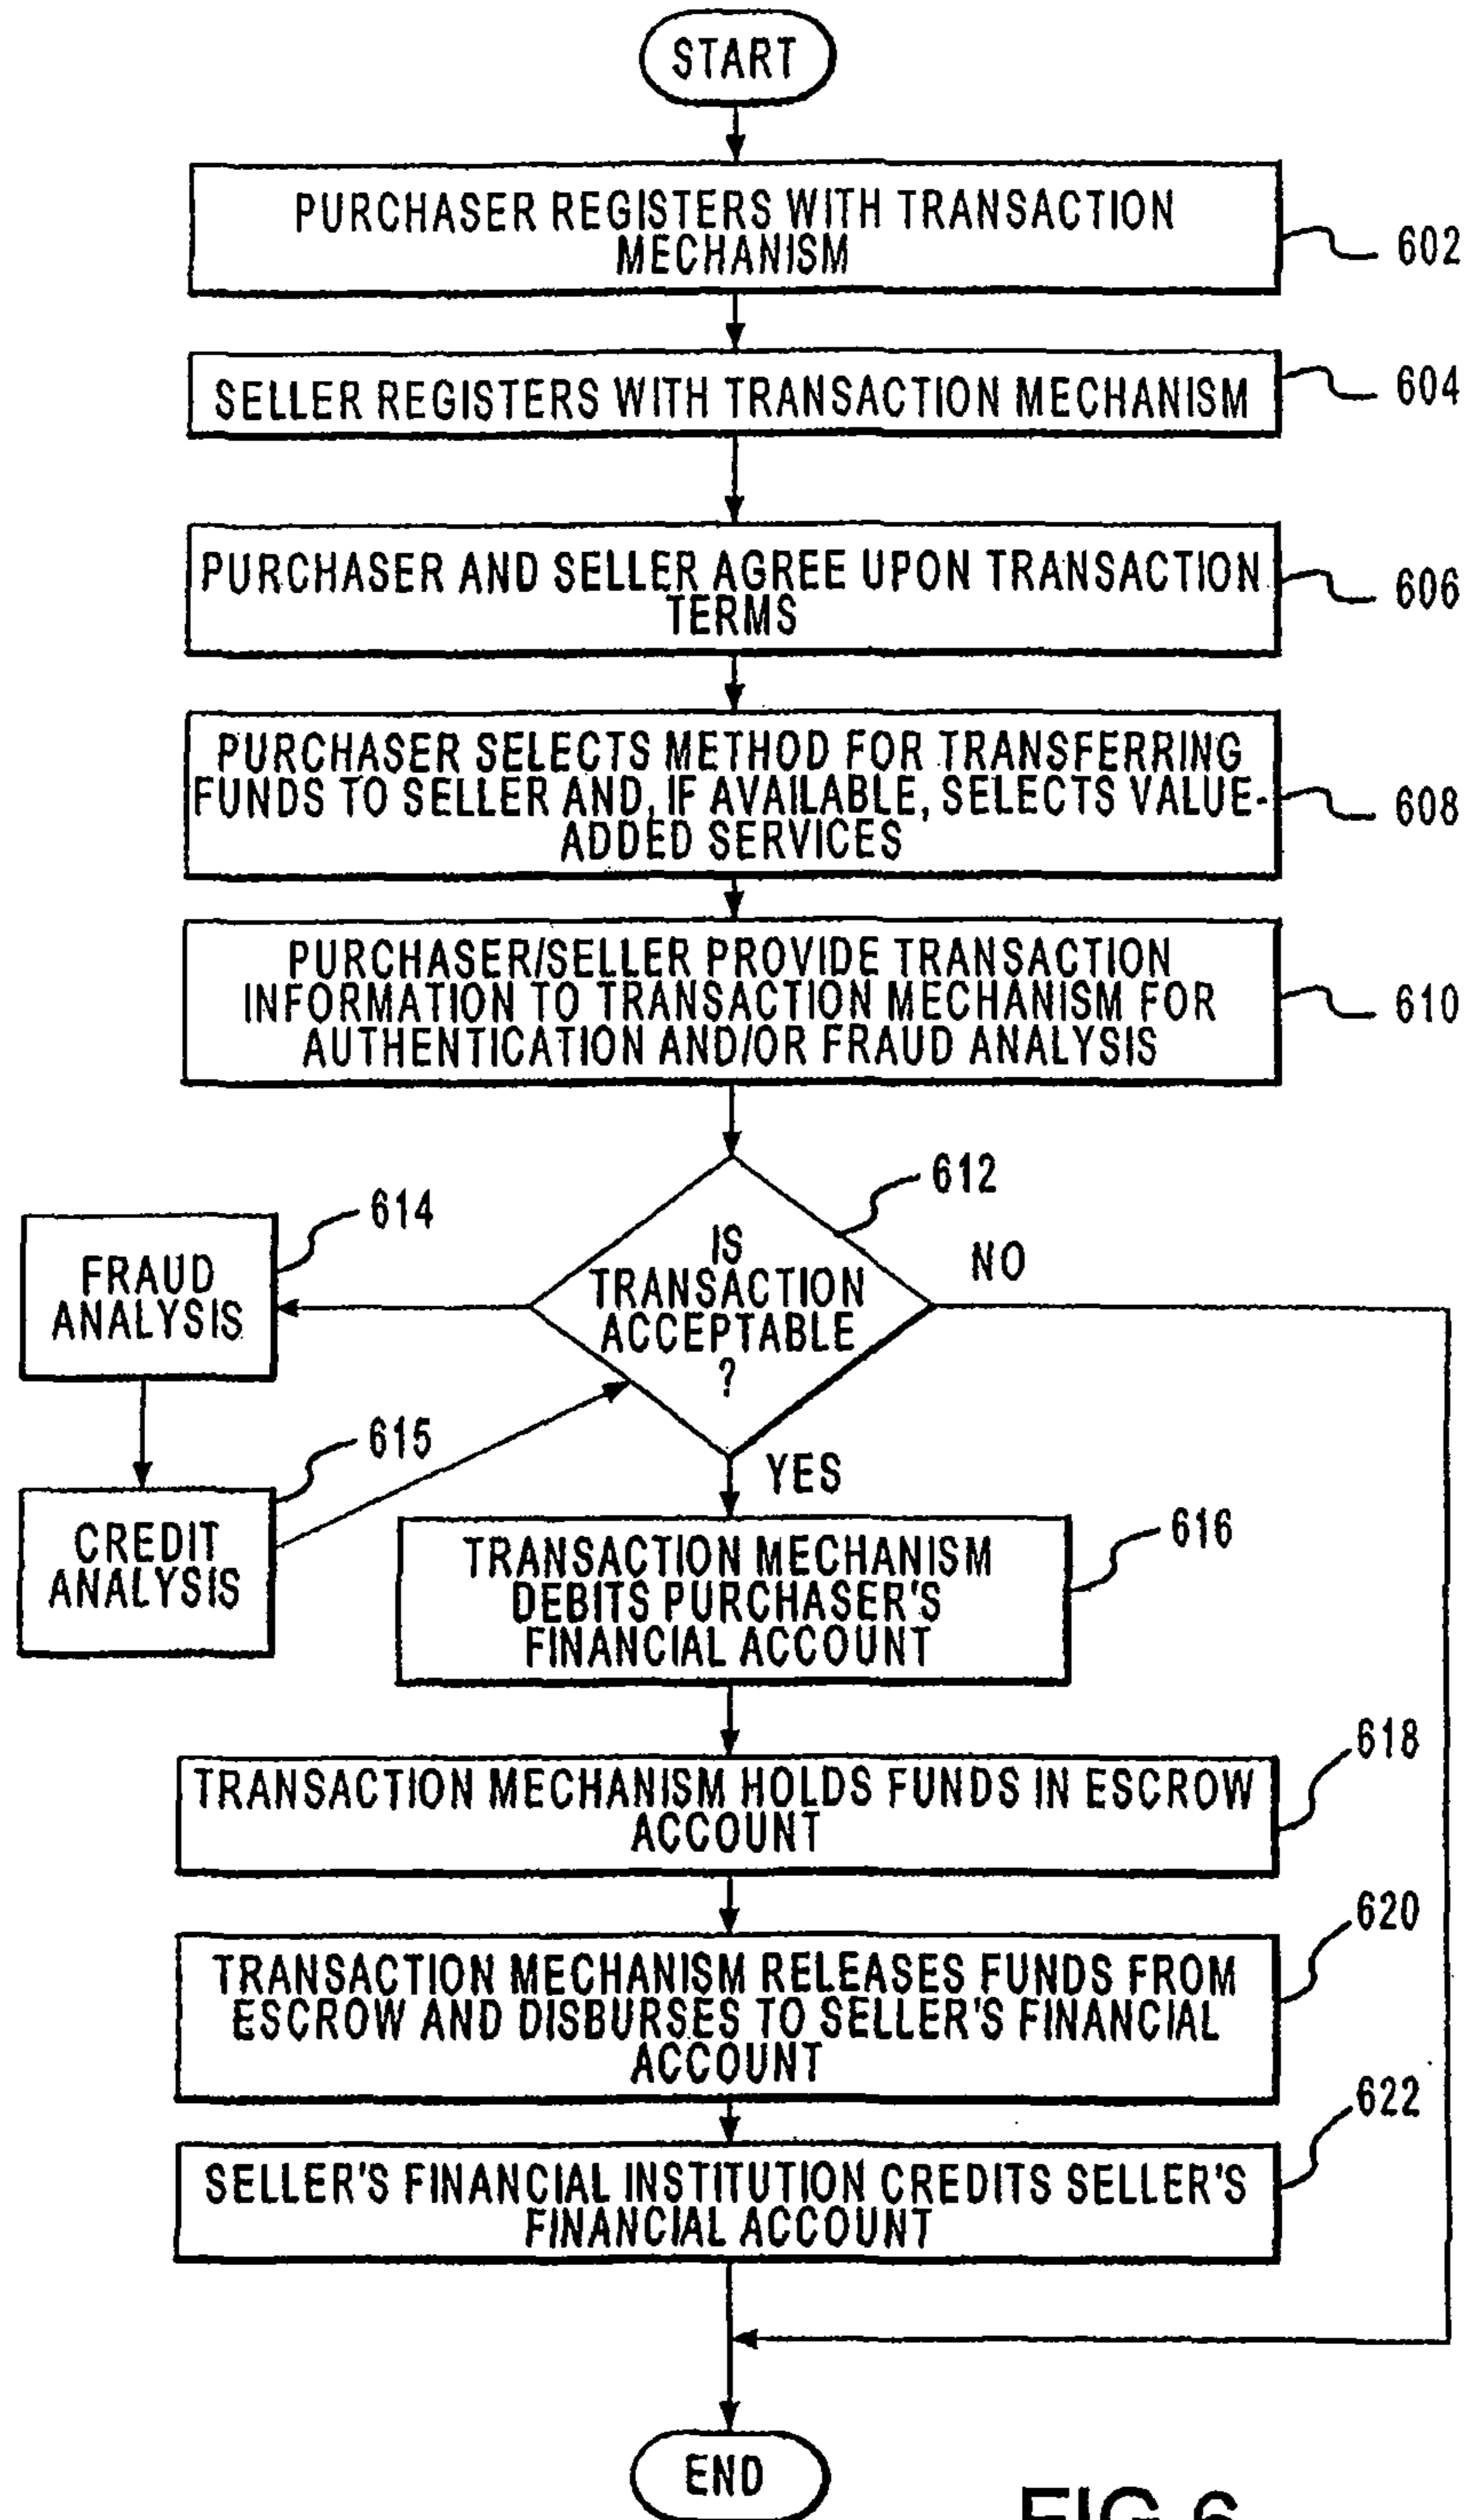 START
PURCHASER REGISTERS WITH TRANSACTION
MECHANISM
602
SELLER REGISTERS WITH TRANSACTION MECHANISM
604
PURCHASER AND SELLER AGREE UPON TRANSACTION
TERMS
606
PURCHASER SELECTS METHOD FOR TRANSFERRING
FUNDS TO SELLER AND, IF AVAILABLE, SELECTS VALUE-
ADDED SERVICES
608
PURCHASER/SELLER PROVIDE TRANSACTION
INFORMATION TO TRANSACTION MECHANISM FOR
AUTHENTICATION AND/OR FRAUD ANALYSIS
610
612
IS
TRANSACTION
ACCEPTABLE
?
NO
614
FRAUD
ANALYSIS
615
CREDIT
ANALYSIS
YES
616
TRANSACTION MECHANISM
DEBITS PURCHASER'S
FINANCIAL ACCOUNT
618
TRANSACTION MECHANISM HOLDS FUNDS IN ESCROW
ACCOUNT
620
TRANSACTION MECHANISM RELEASES FUNDS FROM
ESCROW AND DISBURSES TO SELLER'S FINANCIAL
ACCOUNT
622
SELLER'S FINANCIAL INSTITUTION CREDITS SELLER'S
FINANCIAL ACCOUNT
END
FIG. 6